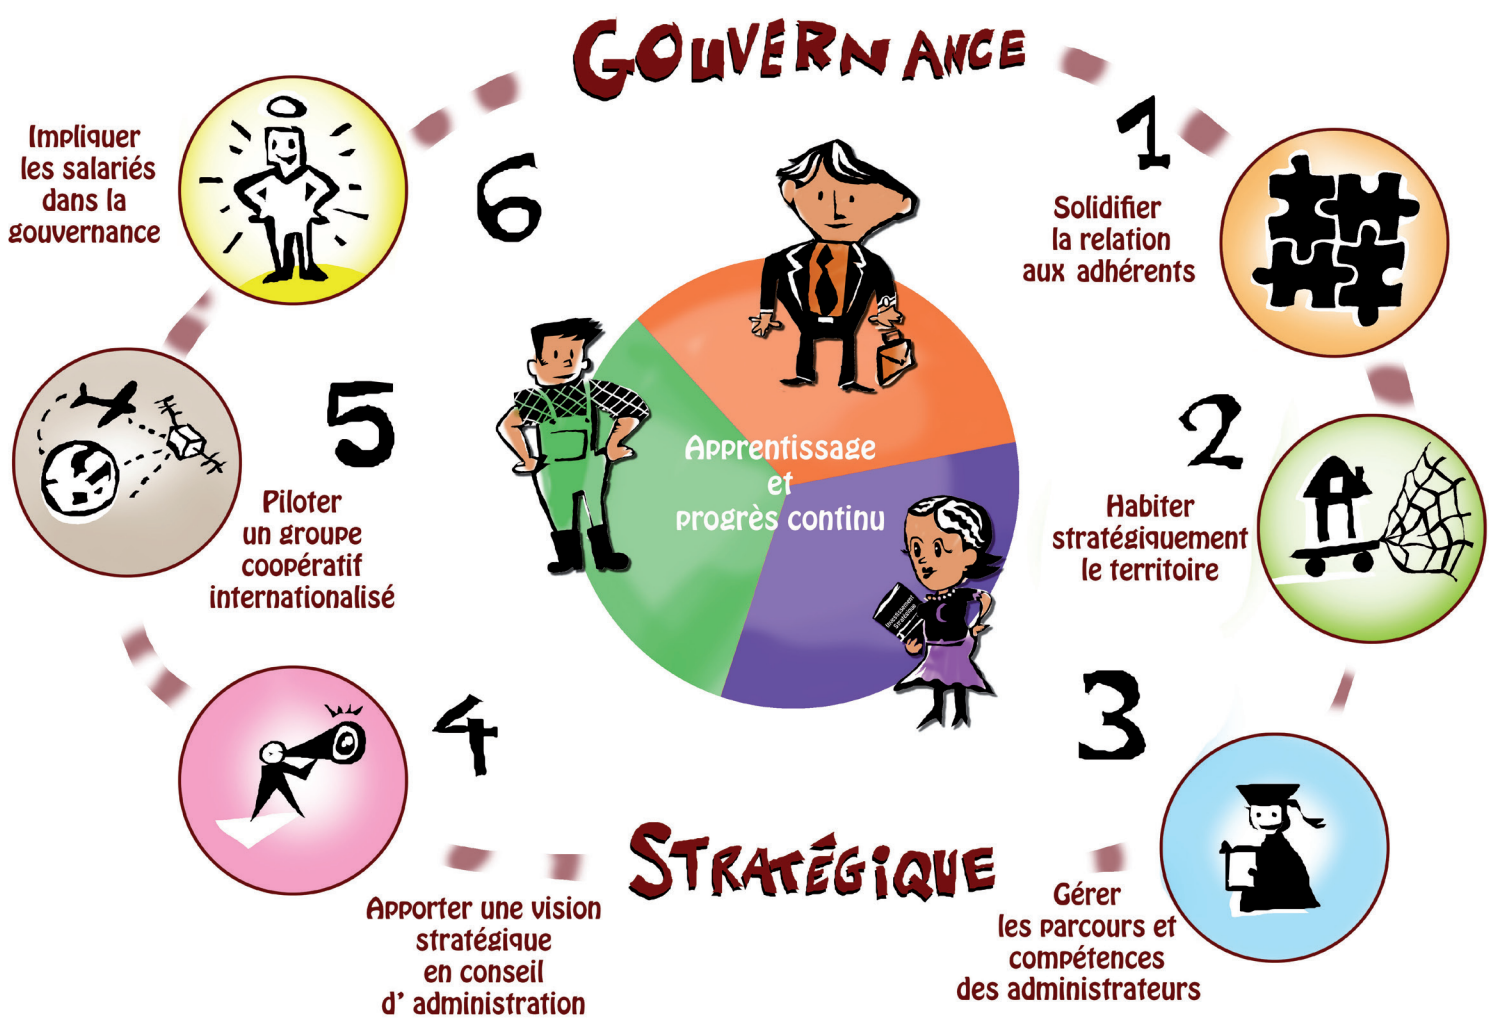 GOUVERNANCE
1
Solidifier
la relation
aux adhérents
2
Habiter
stratégiquement
le territoire
3
Gérer
les parcours et
compétences
des administrateurs
STRATÉGIQUE
4
Apporter une vision
stratégique
en conseil
d' administration
5
Piloter
un groupe
coopératif
internationalisé
6
Impliquer
les salariés
dans la
gouvernance
Apprentissage
et
progrès continu
Investissement
Stratégique